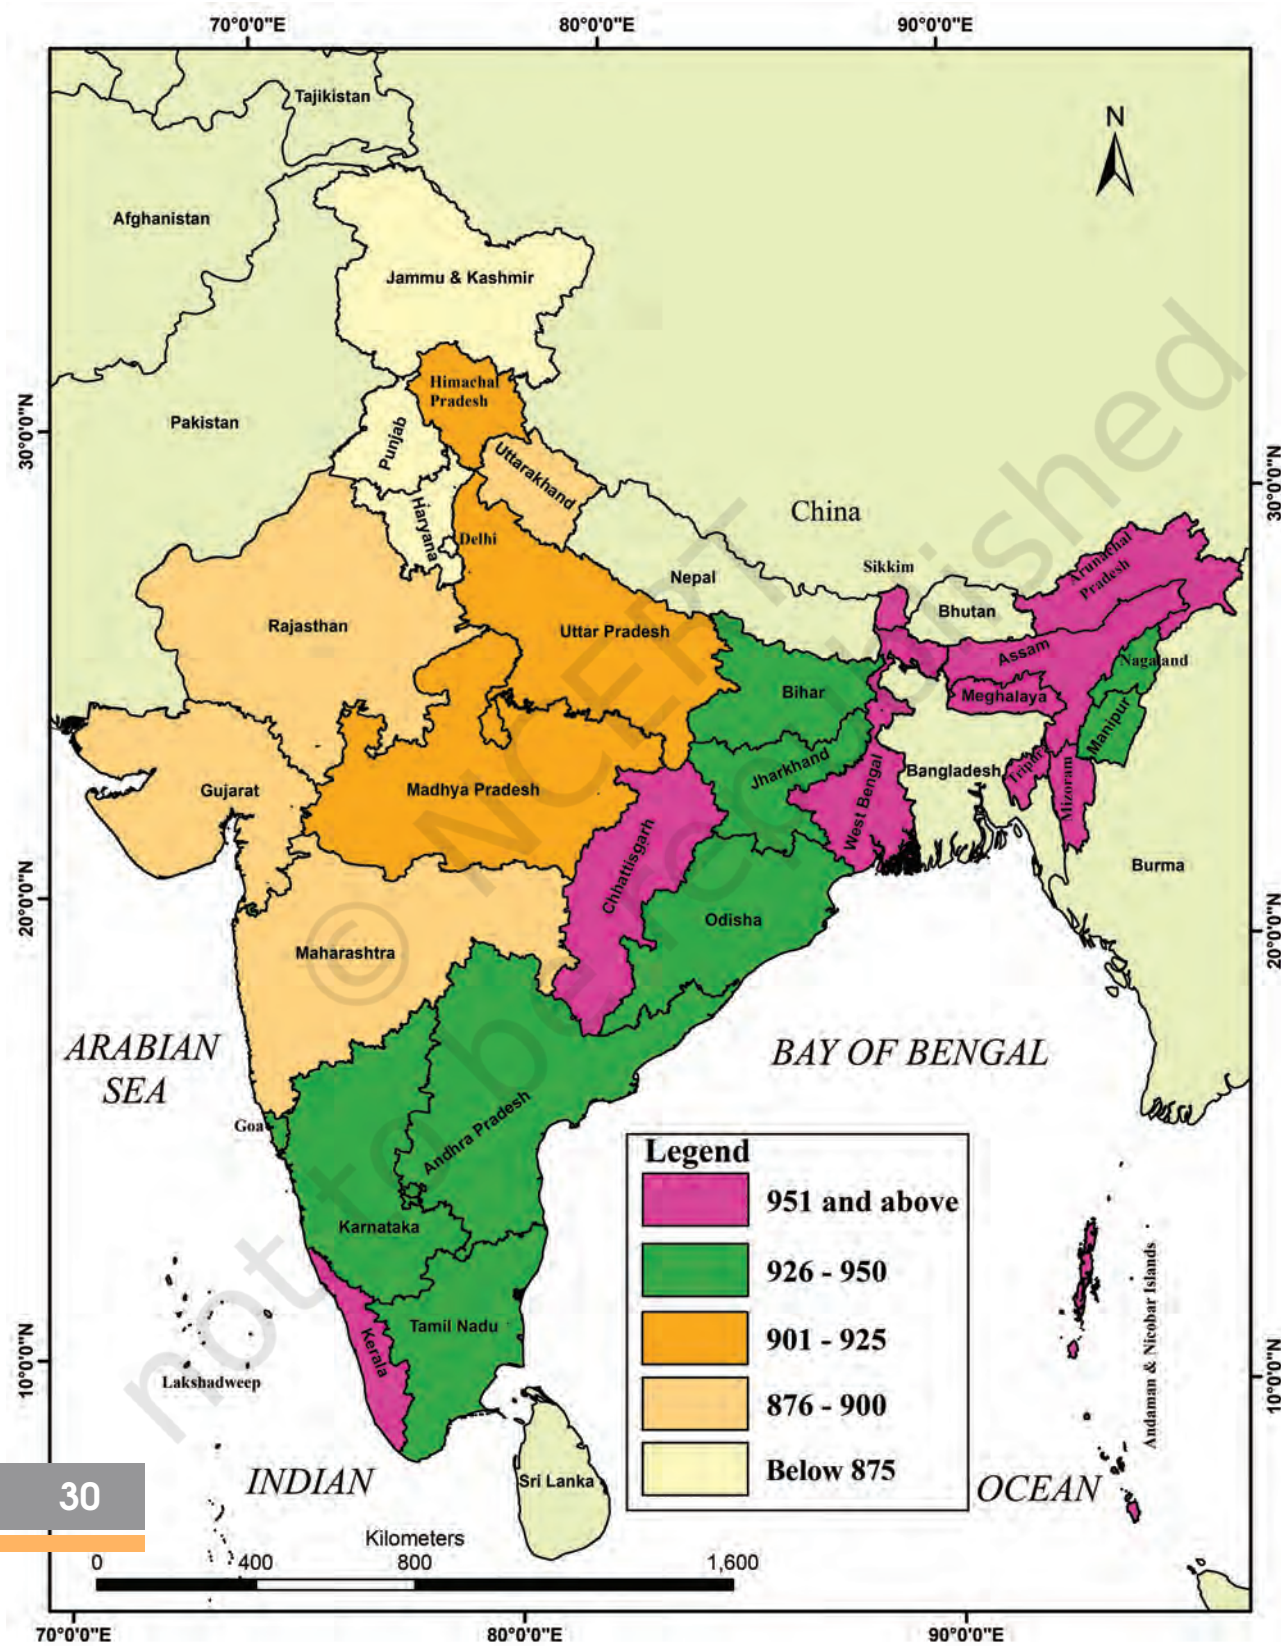 70°0'0"E 80°0'0"E 90°0'0"E
Tajikistan
N
Afghanistan
Jammu & Kashmir
Himachal
Pradesh
Pakistan
Punjab
30°0'0"N
Uttarakhand
30°0'0"N
Haryana
China
Delhi
Sikkim
Arunachal
Pradesh
Nepal
Bhutan
Rajasthan
Uttar Pradesh
Assam
Nagaland
Bihar
Meghalaya
Manipur
Jharkhand
Bangladesh
Tripura
Gujarat
Madhya Pradesh
West Bengal
Mizoram
Chhattisgarh
Burma
20°0'0"N
Odisha
20°0'0"N
Maharashtra
ARABIAN
SEA
BAY OF BENGAL
Goa
Andhra Pradesh
Karnataka
Legend
951 and above
926 - 950
901 - 925
876 - 900
Below 875
Tamil Nadu
Kerala
10°0'0"N
10°0'0"N
Lakshadweep
Andaman & Nicobar Islands
INDIAN
OCEAN
Sri Lanka
30
Kilometers
0 400 800 1,600
70°0'0"E 80°0'0"E 90°0'0"E
© NCERT
not to be republished